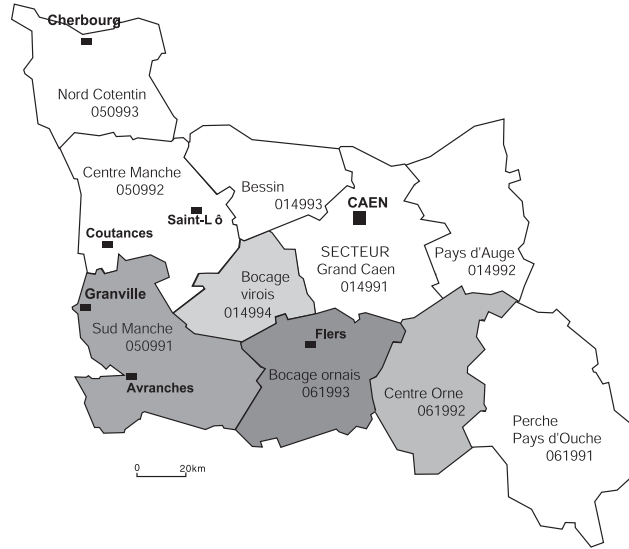 Cherbourg
Nord Cotentin
050993
Centre Manche
050992
Saint-L ô
Coutances
Bessin
014993
CAEN
SECTEUR
Grand Caen
014991
Pays d'Auge
014992
Bocage
virois
014994
Granville
Sud Manche
050991
Avranches
Flers
Bocage ornais
061993
Centre Orne
061992
Perche
Pays d'Ouche
061991
0 20km